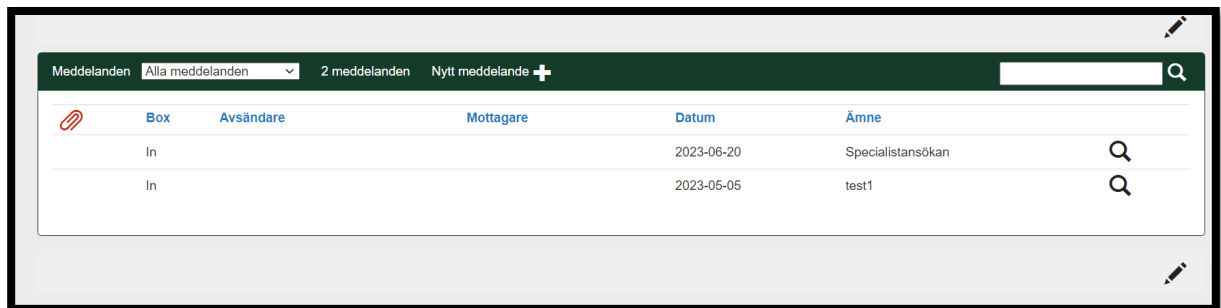 Meddelanden Alla meddelanden 2 meddelanden Nytt meddelande
Box Avsändare Mottagare Datum Ämne
In 2023-06-20 Specialistansökan
In 2023-05-05 test1